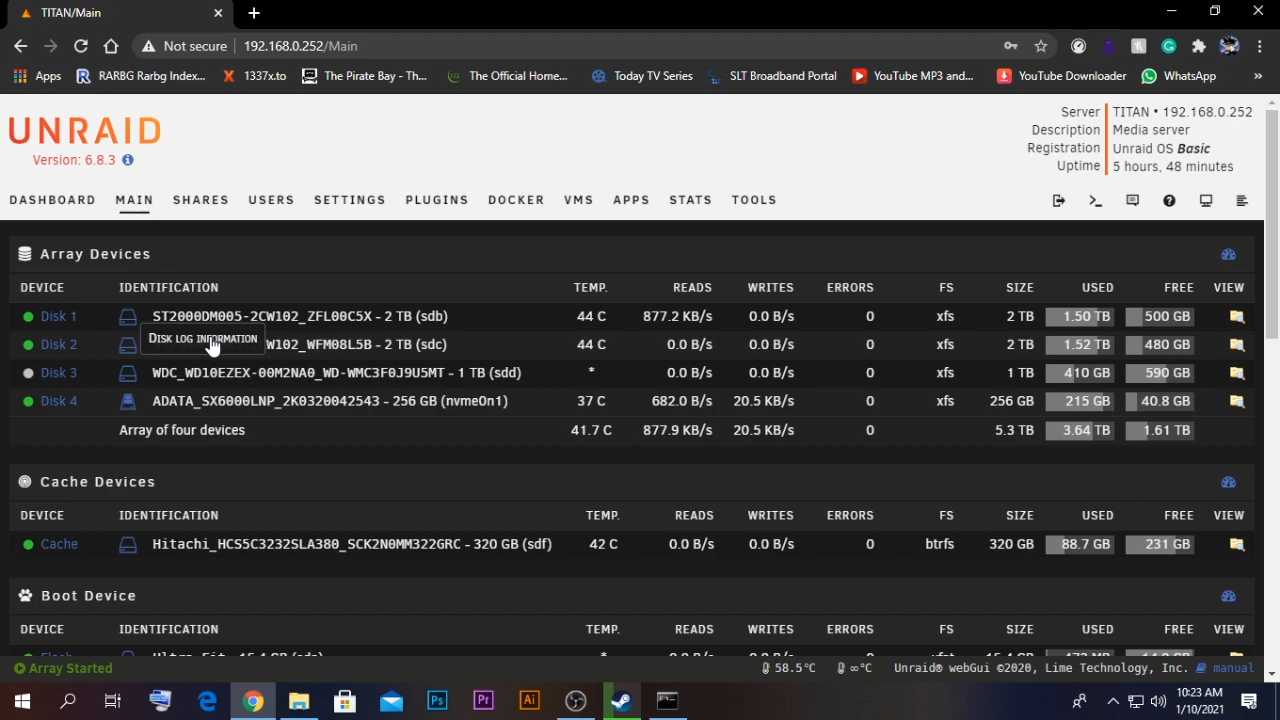 TITAN/Main
Not secure 192.168.0.252/Main
Apps RARBG Rarbg Index... 1337x.to The Pirate Bay - Th... The Official Home... Today TV Series SLT Broadband Portal YouTube MP3 and... YouTube Downloader WhatsApp »
UNRAID
Version: 6.8.3
Server TITAN • 192.168.0.252
Description Media server
Registration Unraid OS Basic
Uptime 5 hours, 48 minutes
DASHBOARD MAIN SHARES USERS SETTINGS PLUGINS DOCKER VMS APPS STATS TOOLS
Array Devices
DEVICE IDENTIFICATION TEMP. READS WRITES ERRORS FS SIZE USED FREE VIEW
Disk 1 ST2000DM005-2CW102_ZFL00C5X - 2 TB (sdb) 44 C 877.2 KB/s 0.0 B/s 0 xfs 2 TB 1.50 TB 500 GB
DISK LOG INFORMATION
Disk 2 W102_WFM08L5B - 2 TB (sdc) 44 C 0.0 B/s 0.0 B/s 0 xfs 2 TB 1.52 TB 480 GB
Disk 3 WDC_WD10EZEX-00M2NA0_WD-WMC3F0J9U5MT - 1 TB (sdd) * 0.0 B/s 0.0 B/s 0 xfs 1 TB 410 GB 590 GB
Disk 4 ADATA_SX6000LNP_2K0320042543 - 256 GB (nvme0n1) 37 C 682.0 B/s 20.5 KB/s 0 xfs 256 GB 215 GB 40.8 GB
Array of four devices 41.7 C 877.9 KB/s 20.5 KB/s 0 5.3 TB 3.64 TB 1.61 TB
Cache Devices
DEVICE IDENTIFICATION TEMP. READS WRITES ERRORS FS SIZE USED FREE VIEW
Cache Hitachi_HCS5C3232SLA380_SCK2N0MM322GRC - 320 GB (sdf) 42 C 0.0 B/s 0.0 B/s 0 btrfs 320 GB 88.7 GB 231 GB
Boot Device
DEVICE IDENTIFICATION TEMP. READS WRITES ERRORS FS SIZE USED FREE VIEW
Array Started 58.5°C ∞°C Unraid® webGui ©2020, Lime Technology, Inc. manual
Ps Pr Ai
10:23 AM
1/10/2021